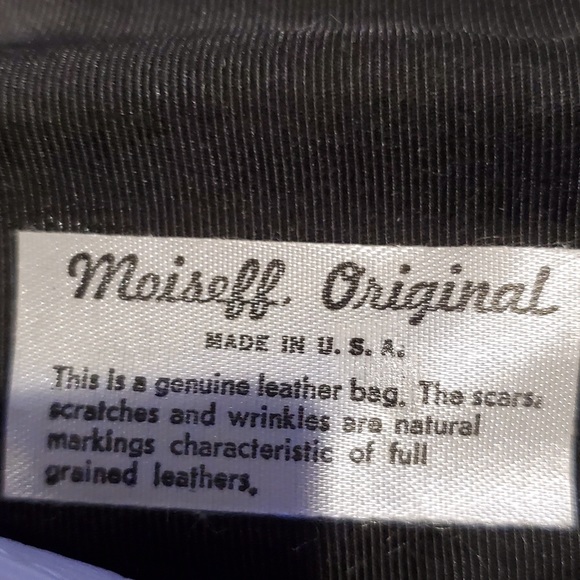 Moiseff. Original
MADE IN U. S. A.
This is a genuine leather bag. The scars,
scratches and wrinkles are natural
markings characteristic of full
grained leathers.